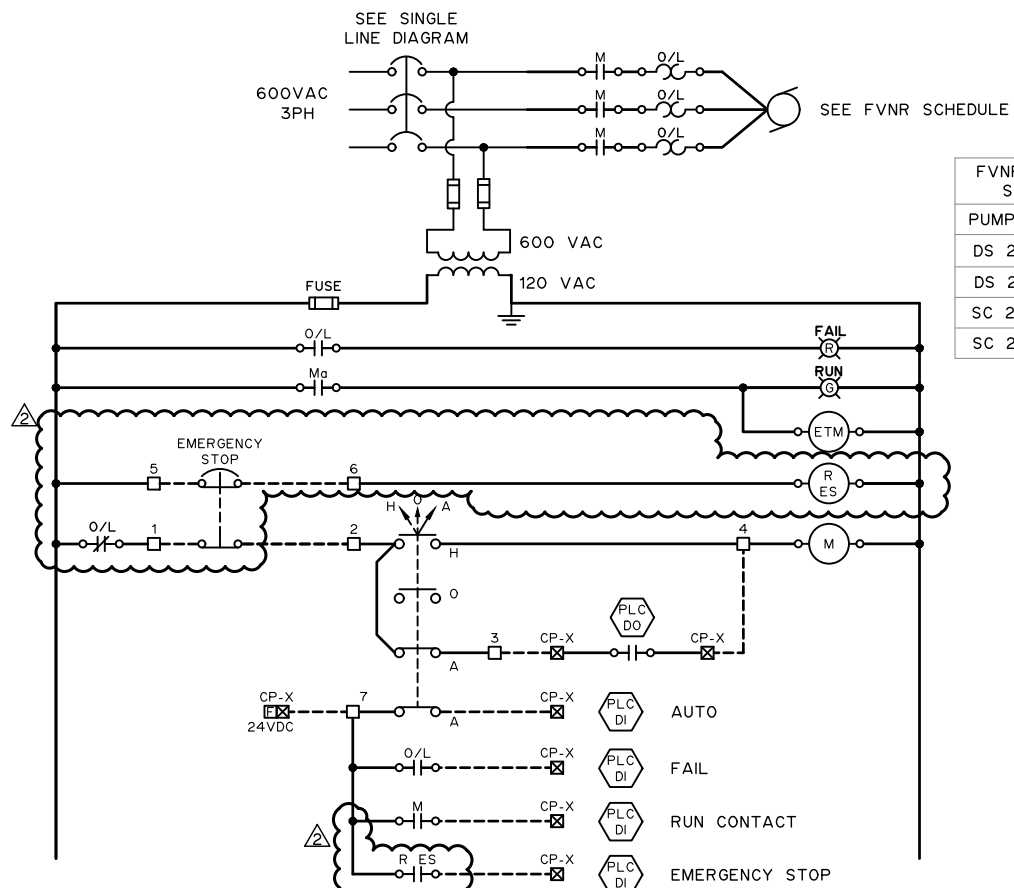 SEE SINGLE
LINE DIAGRAM
600VAC
3PH
M
O/L
M
O/L
M
O/L
SEE FVNR SCHEDULE
FVNR
S
PUMP
DS 2
DS 2
SC 2
SC 2
600 VAC
120 VAC
FUSE
O/L
FAIL
R
Ma
RUN
G
2
ETM
EMERGENCY
STOP
5
6
R
ES
H
O
A
O/L
1
2
H
4
M
O
PLC
DO
3
CP-X
CP-X
A
CP-X
F
24VDC
7
A
CP-X
PLC
DI
AUTO
O/L
CP-X
PLC
DI
FAIL
M
CP-X
PLC
DI
RUN CONTACT
2
R ES
CP-X
PLC
DI
EMERGENCY STOP